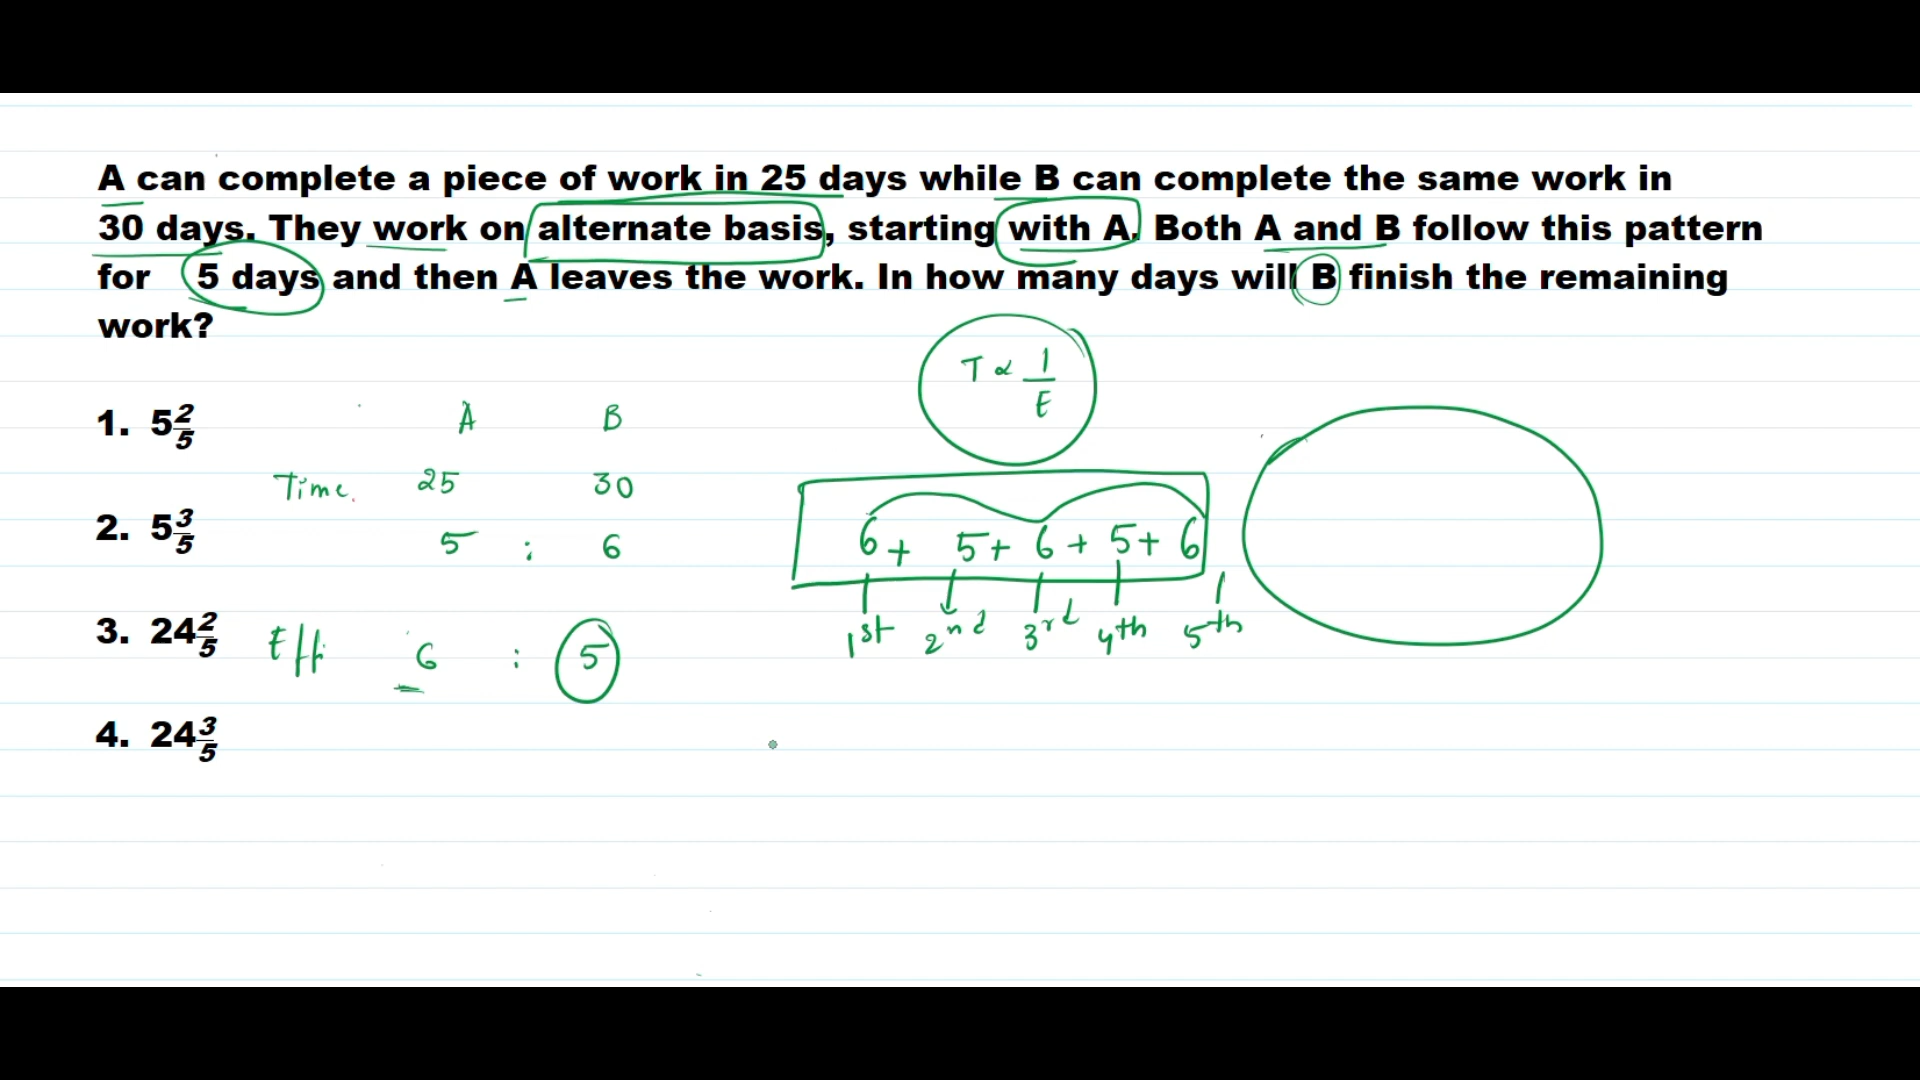 A can complete a piece of work in 25 days while B can complete the same work in
30 days. They work on alternate basis, starting with A. Both A and B follow this pattern
for 5 days and then A leaves the work. In how many days will B finish the remaining
work?
T ∝ 1/E
1. 5 2/5
A B
Time. 25 30
2. 5 3/5
5 : 6
6 + 5 + 6 + 5 + 6
1st 2nd 3rd 4th 5th
3. 24 2/5
Effi 6 : 5
4. 24 3/5